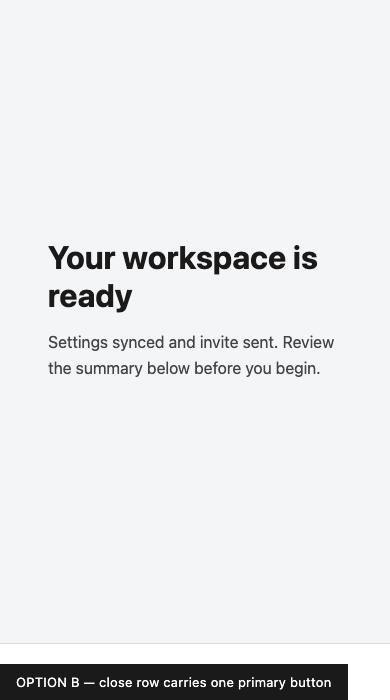 Your workspace is
ready
Settings synced and invite sent. Review
the summary below before you begin.
OPTION B — close row carries one primary button